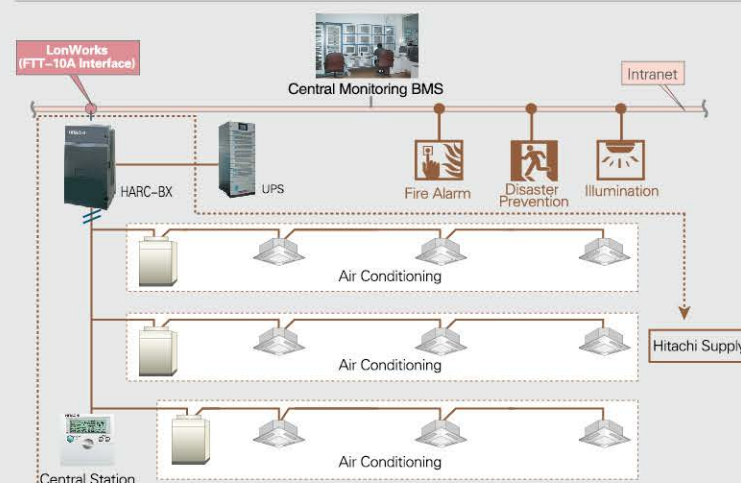 LonWorks
(FTT-10A Interface)
Central Monitoring BMS
Intranet
HARC-BX
UPS
Fire Alarm
Disaster
Prevention
Illumination
Air Conditioning
Air Conditioning
Hitachi Supply
Air Conditioning
Central Station